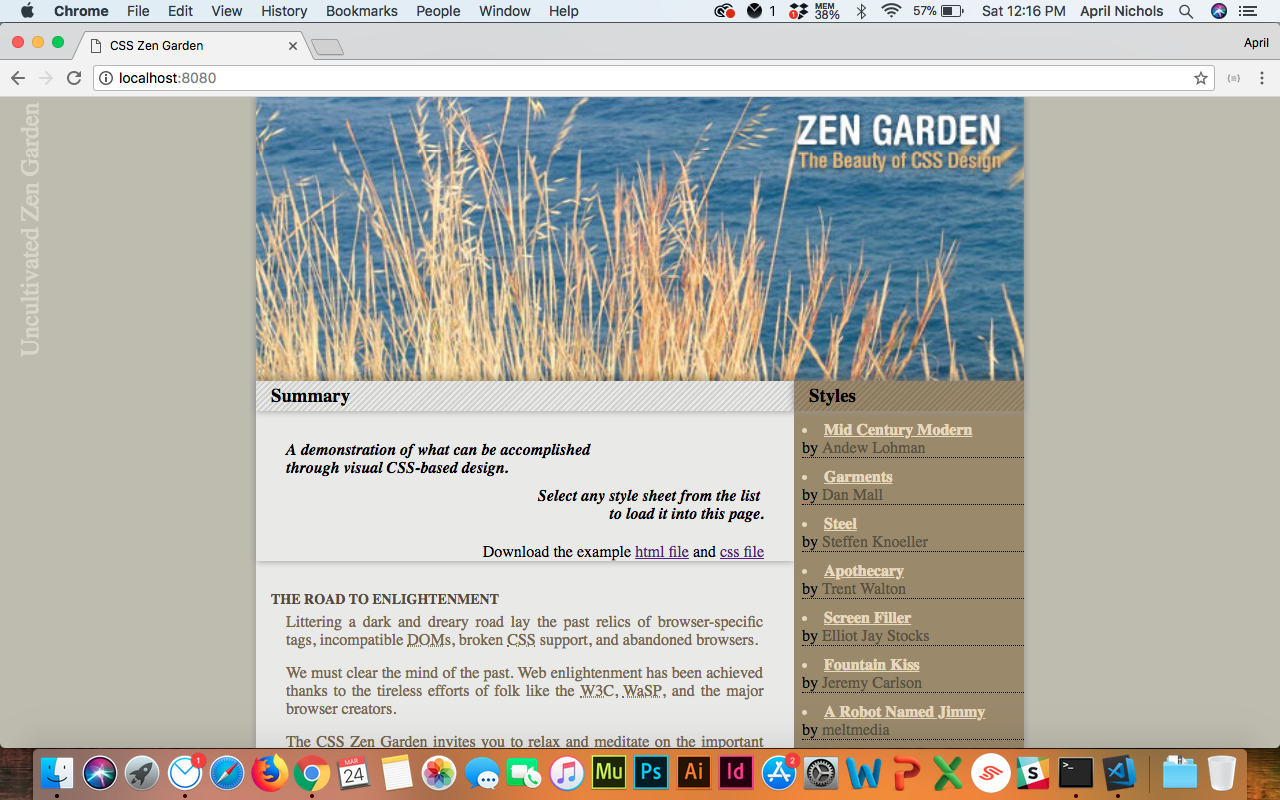 Chrome File Edit View History Bookmarks People Window Help 1 1 MEM 38% 57% Sat 12:16 PM April Nichols
CSS Zen Garden
April
localhost:8080
Uncultivated Zen Garden
ZEN GARDEN
The Beauty of CSS Design
Summary
A demonstration of what can be accomplished
through visual CSS-based design.
Select any style sheet from the list
to load it into this page.
Download the example html file and css file
THE ROAD TO ENLIGHTENMENT
Littering a dark and dreary road lay the past relics of browser-specific
tags, incompatible DOMs, broken CSS support, and abandoned browsers.
We must clear the mind of the past. Web enlightenment has been achieved
thanks to the tireless efforts of folk like the W3C, WaSP, and the major
browser creators.
The CSS Zen Garden invites you to relax and meditate on the important
Styles
Mid Century Modern
by Andew Lohman
Garments
by Dan Mall
Steel
by Steffen Knoeller
Apothecary
by Trent Walton
Screen Filler
by Elliot Jay Stocks
Fountain Kiss
by Jeremy Carlson
A Robot Named Jimmy
by meltmedia
1 MAR 24 Mu Ps Ai Id 2 W P X S >_